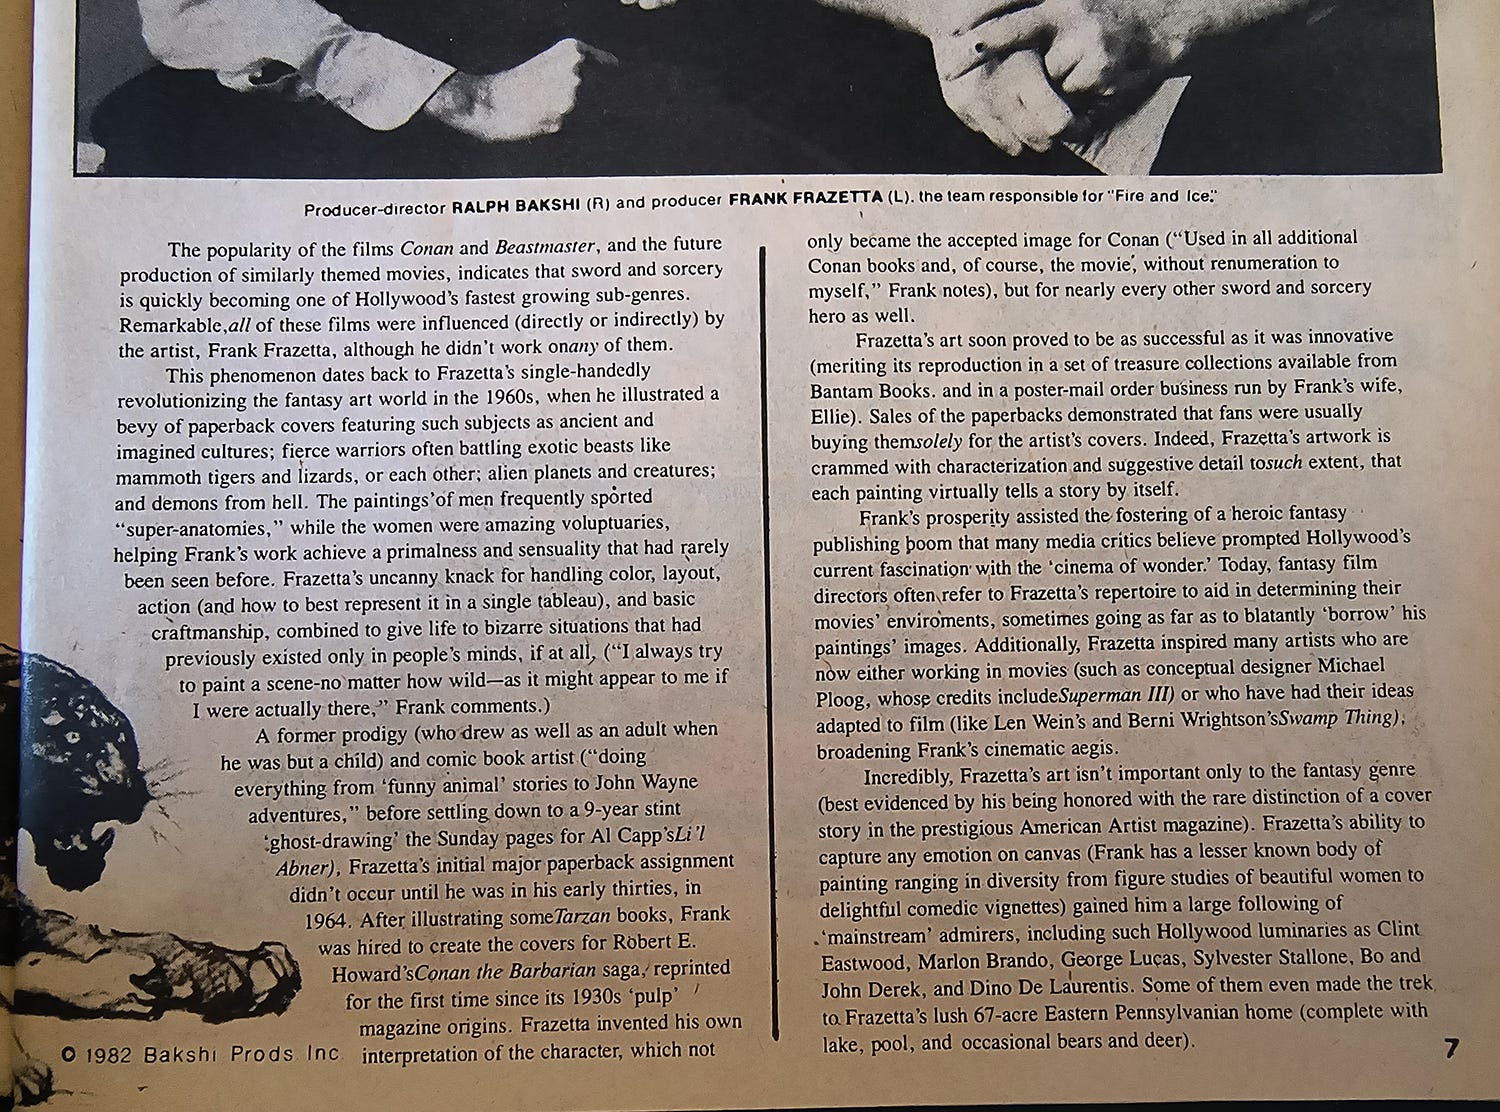 Producer-director RALPH BAKSHI (R) and producer FRANK FRAZETTA (L). the team responsible for "Fire and Ice."
The popularity of the films Conan and Beastmaster, and the future
production of similarly themed movies, indicates that sword and sorcery
is quickly becoming one of Hollywood's fastest growing sub-genres.
Remarkable,all of these films were influenced (directly or indirectly) by
the artist, Frank Frazetta, although he didn't work onany of them.
This phenomenon dates back to Frazetta's single-handedly
revolutionizing the fantasy art world in the 1960s, when he illustrated a
bevy of paperback covers featuring such subjects as ancient and
imagined cultures; fierce warriors often battling exotic beasts like
mammoth tigers and lizards, or each other; alien planets and creatures;
and demons from hell. The paintings'of men frequently sported
"super-anatomies," while the women were amazing voluptuaries,
helping Frank's work achieve a primalness and sensuality that had rarely
been seen before. Frazetta's uncanny knack for handling color, layout,
action (and how to best represent it in a single tableau), and basic
craftmanship, combined to give life to bizarre situations that had
previously existed only in people's minds, if at all, ("I always try
to paint a scene-no matter how wild—as it might appear to me if
I were actually there," Frank comments.)
A former prodigy (who drew as well as an adult when
he was but a child) and comic book artist ("doing
everything from 'funny animal' stories to John Wayne
adventures," before settling down to a 9-year stint
'ghost-drawing' the Sunday pages for Al Capp'sLi'l
Abner), Frazetta's initial major paperback assignment
didn't occur until he was in his early thirties, in
1964. After illustrating someTarzan books, Frank
was hired to create the covers for Robert E.
Howard'sConan the Barbarian saga, reprinted
for the first time since its 1930s 'pulp'
magazine origins. Frazetta invented his own
interpretation of the character, which not
© 1982 Bakshi Prods Inc.
only became the accepted image for Conan ("Used in all additional
Conan books and, of course, the movie, without renumeration to
myself," Frank notes), but for nearly every other sword and sorcery
hero as well.
Frazetta's art soon proved to be as successful as it was innovative
(meriting its reproduction in a set of treasure collections available from
Bantam Books. and in a poster-mail order business run by Frank's wife,
Ellie). Sales of the paperbacks demonstrated that fans were usually
buying themsolely for the artist's covers. Indeed, Frazetta's artwork is
crammed with characterization and suggestive detail tosuch extent, that
each painting virtually tells a story by itself.
Frank's prosperity assisted the fostering of a heroic fantasy
publishing boom that many media critics believe prompted Hollywood's
current fascination with the 'cinema of wonder.' Today, fantasy film
directors often refer to Frazetta's repertoire to aid in determining their
movies' enviroments, sometimes going as far as to blatantly 'borrow' his
paintings' images. Additionally, Frazetta inspired many artists who are
now either working in movies (such as conceptual designer Michael
Ploog, whose credits includeSuperman III) or who have had their ideas
adapted to film (like Len Wein's and Berni Wrightson'sSwamp Thing),
broadening Frank's cinematic aegis.
Incredibly, Frazetta's art isn't important only to the fantasy genre
(best evidenced by his being honored with the rare distinction of a cover
story in the prestigious American Artist magazine). Frazetta's ability to
capture any emotion on canvas (Frank has a lesser known body of
painting ranging in diversity from figure studies of beautiful women to
delightful comedic vignettes) gained him a large following of
'mainstream' admirers, including such Hollywood luminaries as Clint
Eastwood, Marlon Brando, George Lucas, Sylvester Stallone, Bo and
John Derek, and Dino De Laurentis. Some of them even made the trek
to Frazetta's lush 67-acre Eastern Pennsylvanian home (complete with
lake, pool, and occasional bears and deer).
7